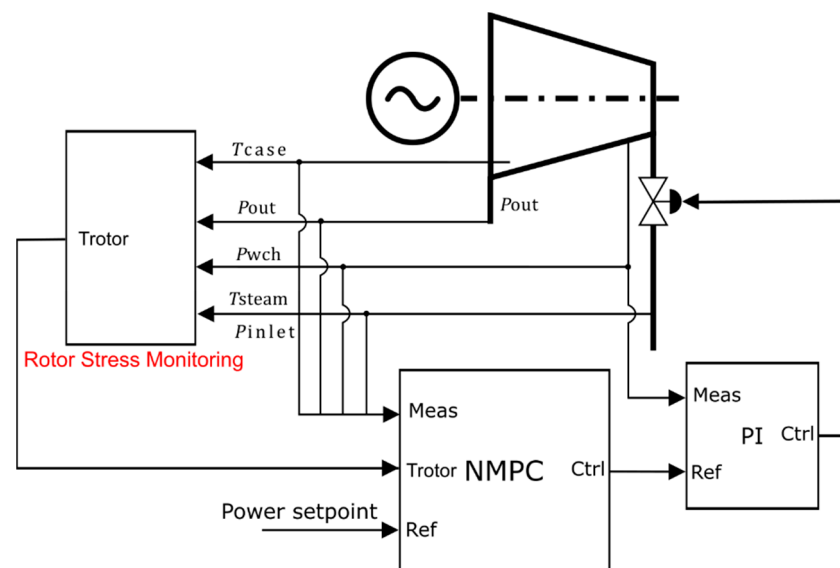 Tcase
Pout
Pout
Trotor
Pwch
Tsteam
Pinlet
Rotor Stress Monitoring
Meas
Meas
PI
Ctrl
Trotor
NMPC
Ctrl
Ref
Power setpoint
Ref